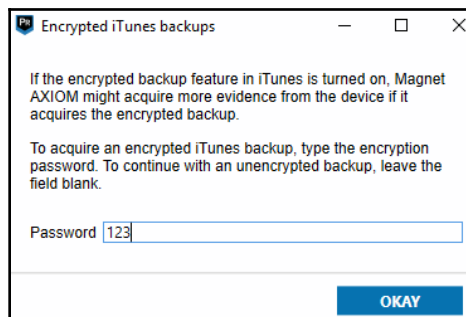 PR Encrypted iTunes backups
If the encrypted backup feature in iTunes is turned on, Magnet
AXIOM might acquire more evidence from the device if it
acquires the encrypted backup.
To acquire an encrypted iTunes backup, type the encryption
password. To continue with an unencrypted backup, leave the
field blank.
Password 123
OKAY